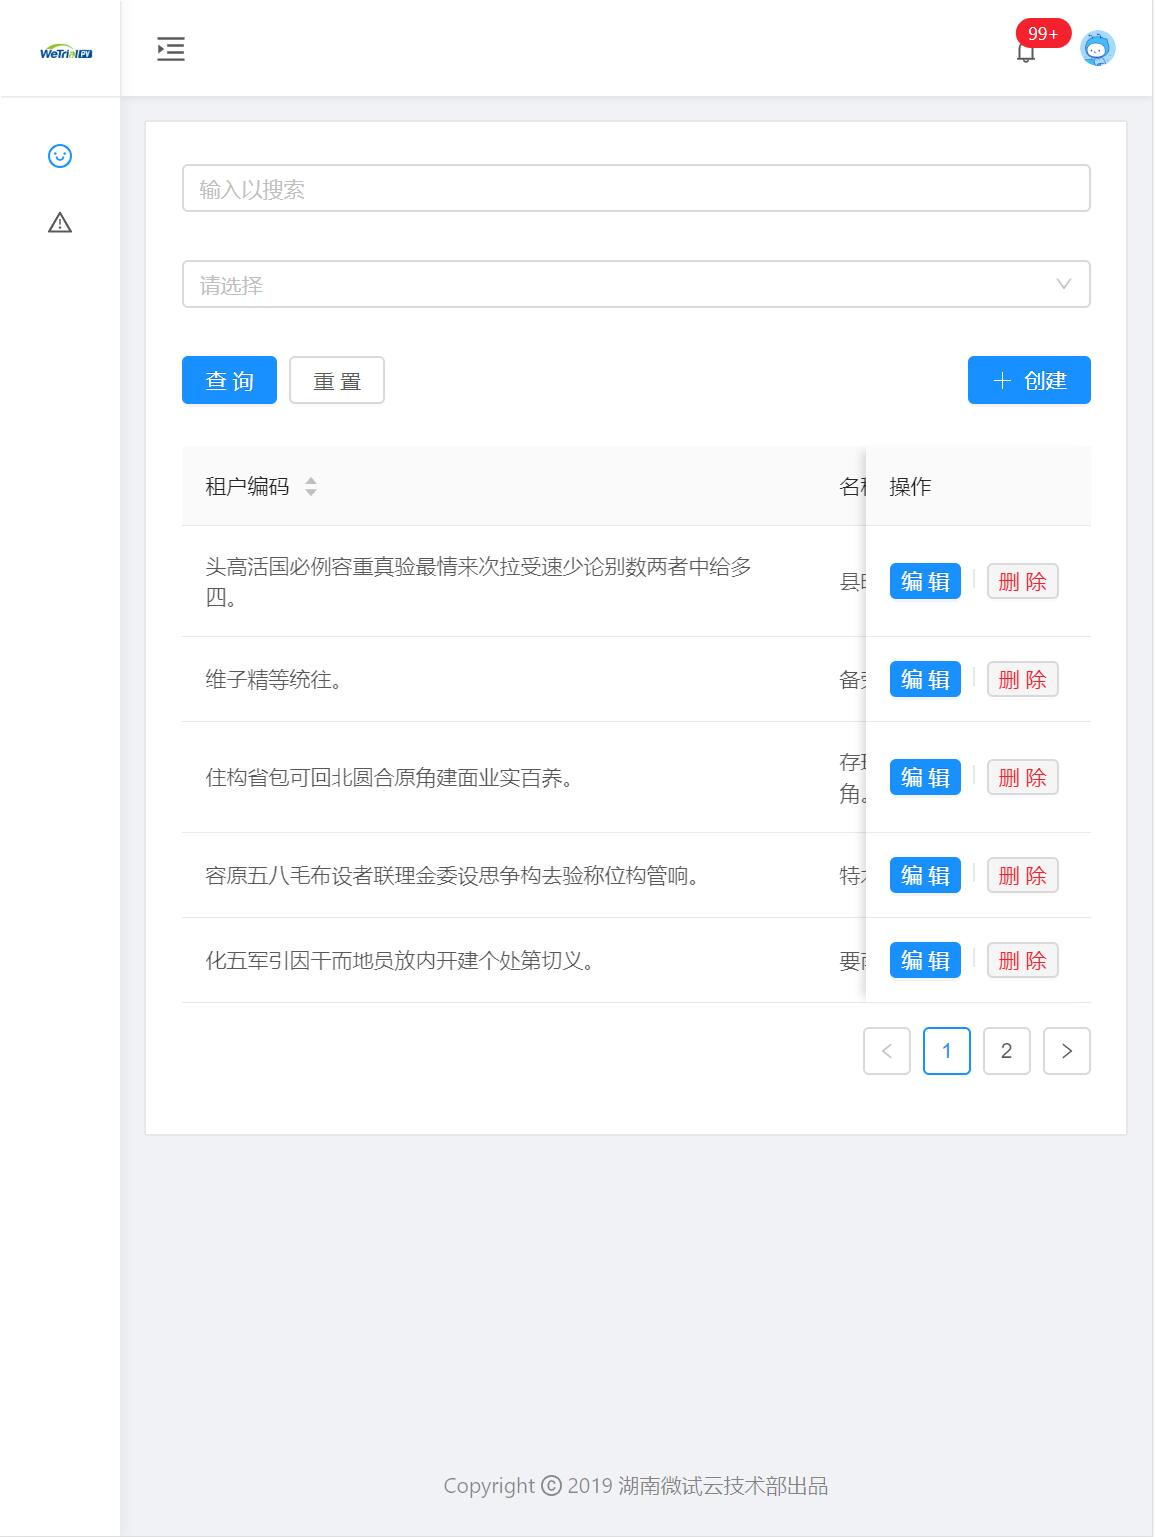 WeTrial PV
99+
输入以搜索
请选择
查 询 重 置 创建
租户编码 名 操作
头高活国必例容重真验最情来次拉受速少论别数两者中给多
四。
县 编 辑 删 除
维子精等统往。 备 编 辑 删 除
存
住构省包可回北圆合原角建面业实百养。 编 辑 删 除
角。
容原五八毛布设者联理金委设思争构去验称位构管响。 特 编 辑 删 除
化五军引因干而地员放内开建个处第切义。 要 编 辑 删 除
1 2
Copyright © 2019 湖南微试云技术部出品